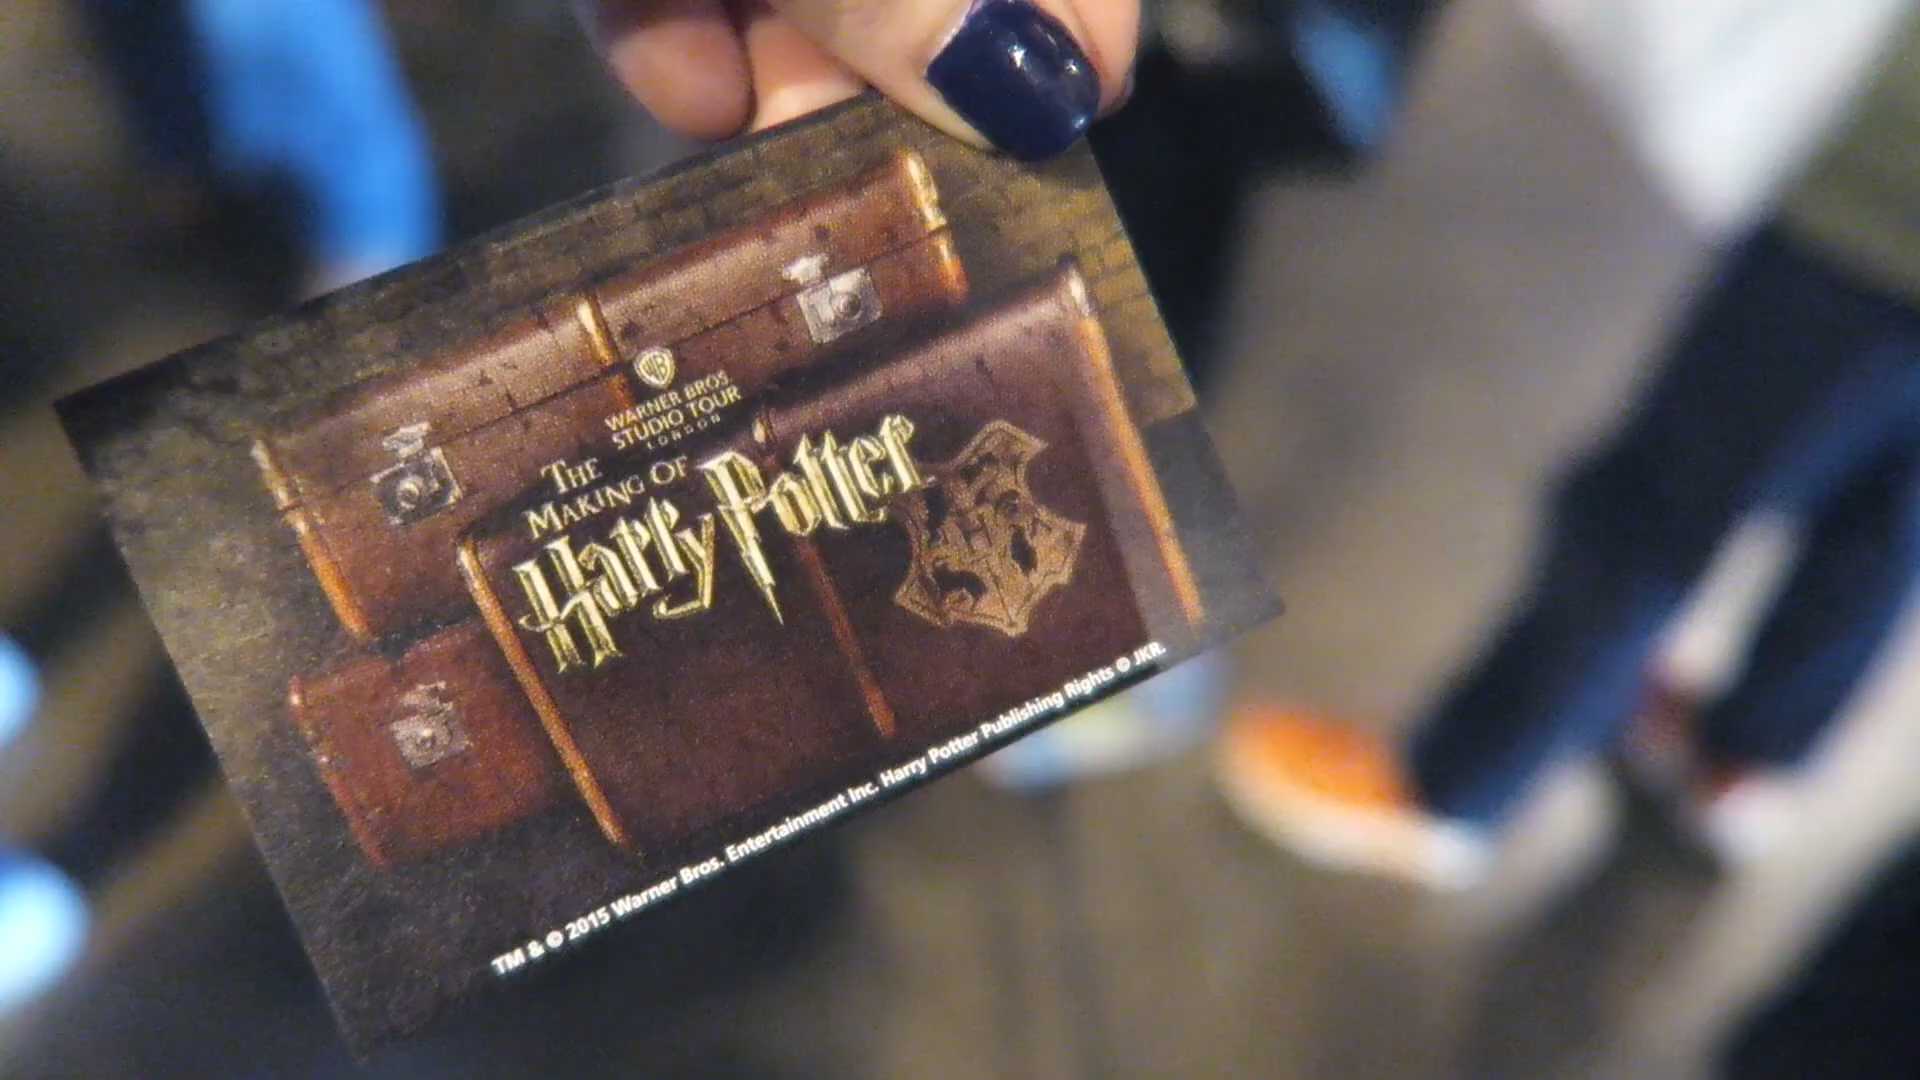 WB
WARNER BROS.
STUDIO TOUR
LONDON
THE
MAKING OF
Harry Potter
TM & © 2015 Warner Bros. Entertainment Inc. Harry Potter Publishing Rights © JKR.